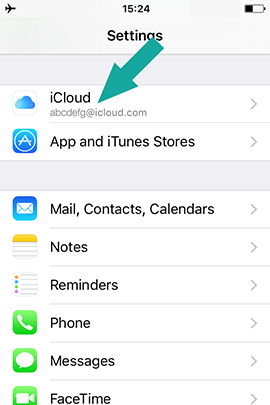 15:24
Settings
iCloud
abcdefg@icloud.com
App and iTunes Stores
Mail, Contacts, Calendars
Notes
Reminders
Phone
Messages
FaceTime